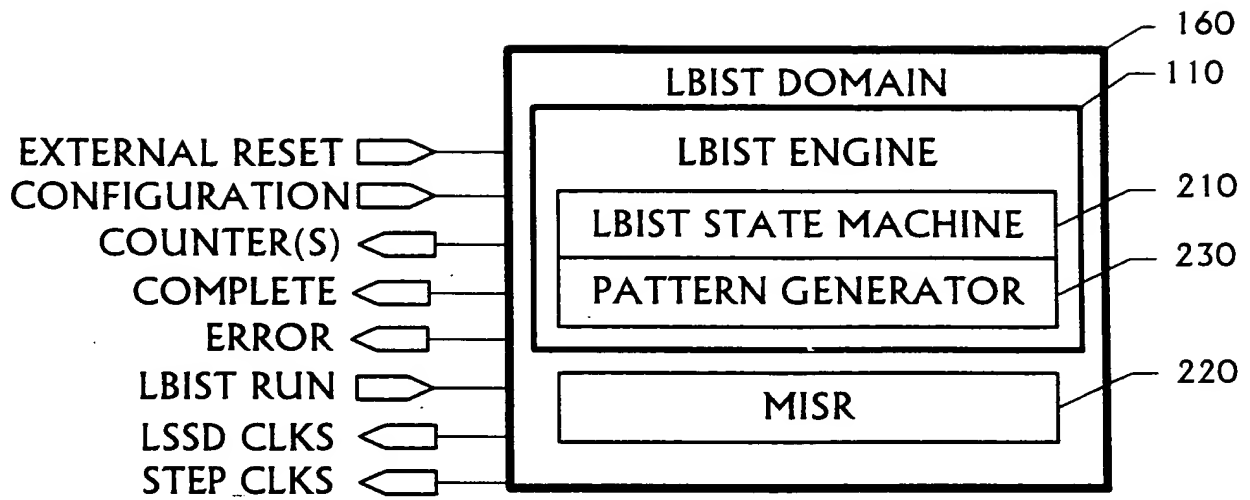 160
LBIST DOMAIN
110
EXTERNAL RESET
LBIST ENGINE
CONFIGURATION
210
LBIST STATE MACHINE
COUNTER(S)
230
COMPLETE
PATTERN GENERATOR
ERROR
220
LBIST RUN
MISR
LSSD CLKS
STEP CLKS